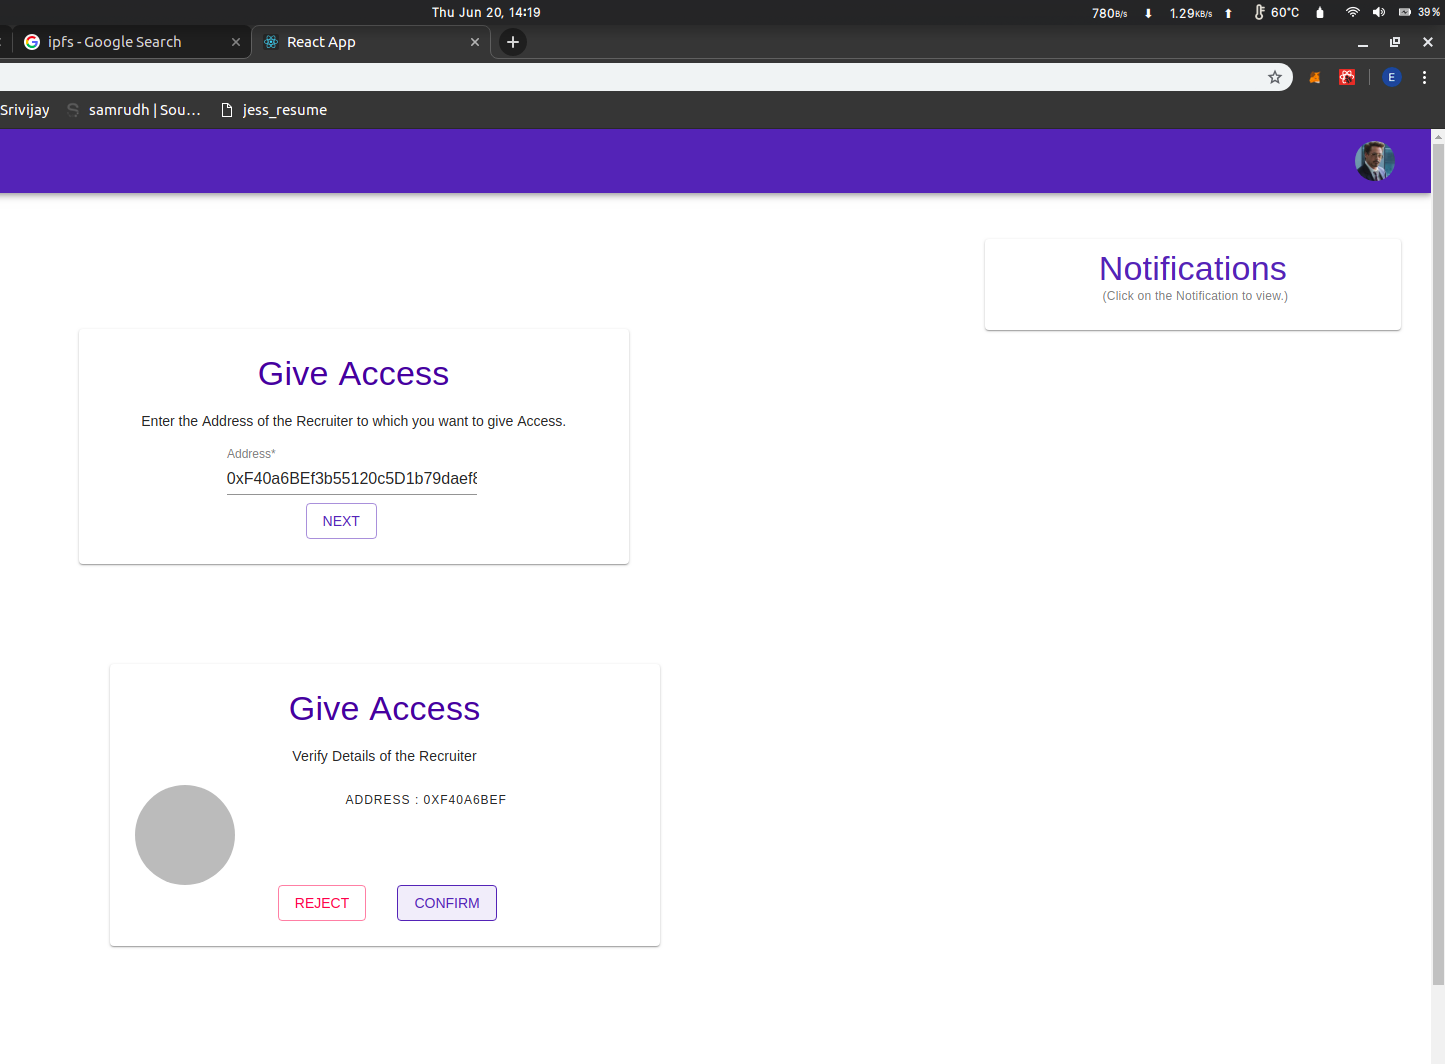 Thu Jun 20, 14:19
780B/s 1.29KB/s 60°C 39%
ipfs - Google Search
React App
E
Srivijay
samrudh | Sou...
jess_resume
Notifications
(Click on the Notification to view.)
Give Access
Enter the Address of the Recruiter to which you want to give Access.
Address*
0xF40a6BEf3b55120c5D1b79daef8
NEXT
Give Access
Verify Details of the Recruiter
ADDRESS : 0XF40A6BEF
REJECT
CONFIRM